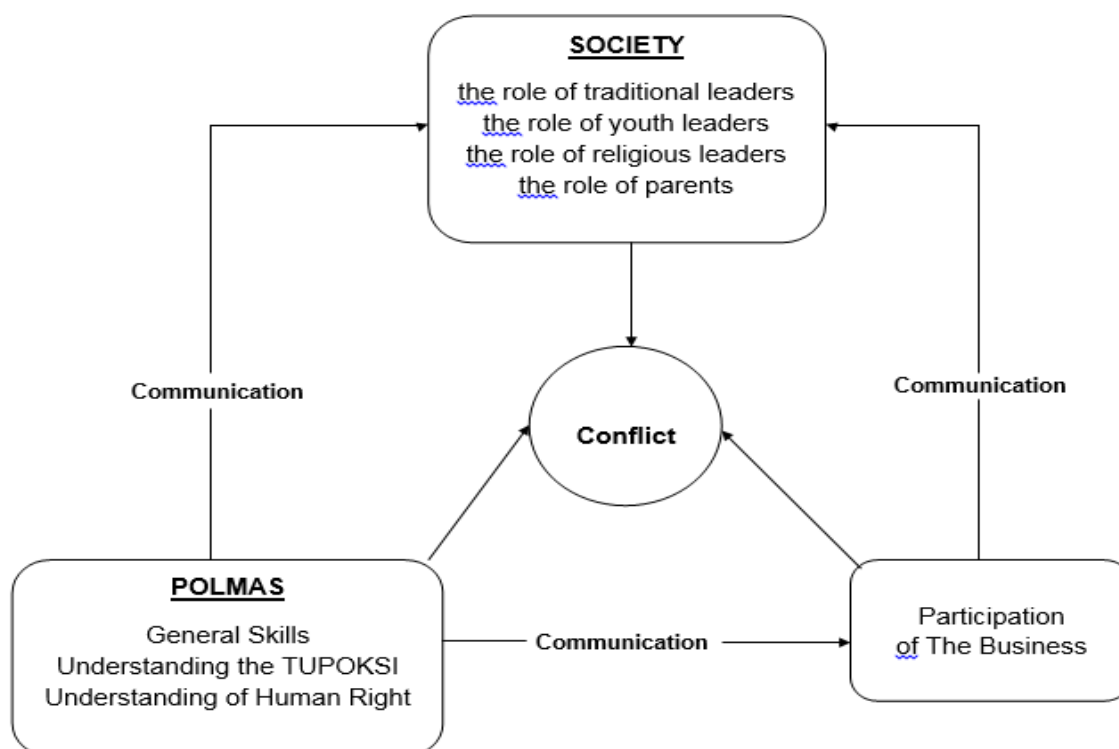 SOCIETY
the role of traditional leaders
the role of youth leaders
the role of religious leaders
the role of parents
Communication
Communication
Conflict
POLMAS
General Skills
Understanding the TUPOKSI
Understanding of Human Right
Communication
Participation
of The Business